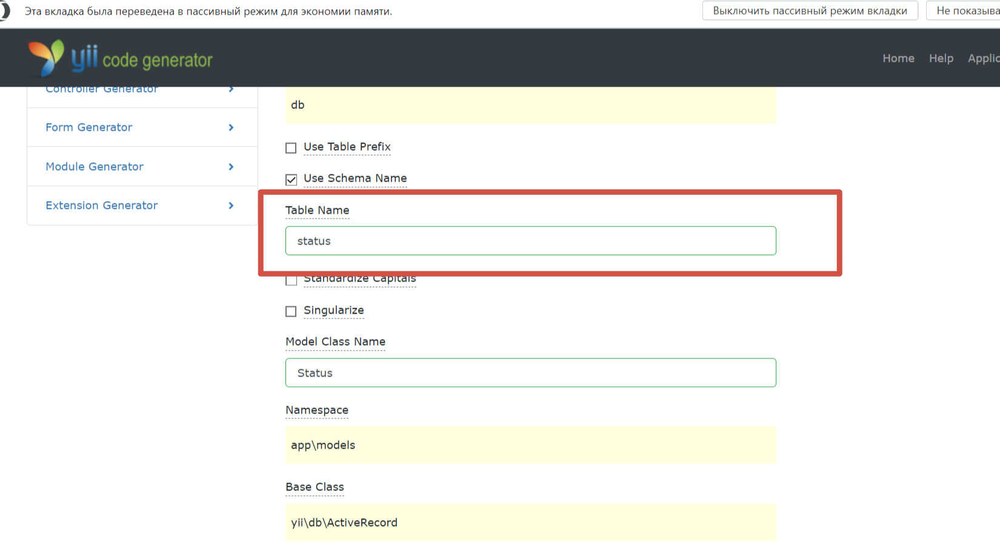 Эта вкладка была переведена в пассивный режим для экономии памяти.
Выключить пассивный режим вкладки
Не показыва
yii code generator
Home Help Applic
Controller Generator
Form Generator
Module Generator
Extension Generator
db
Use Table Prefix
Use Schema Name
Table Name
status
Standardize Capitals
Singularize
Model Class Name
Status
Namespace
app\models
Base Class
yii\db\ActiveRecord